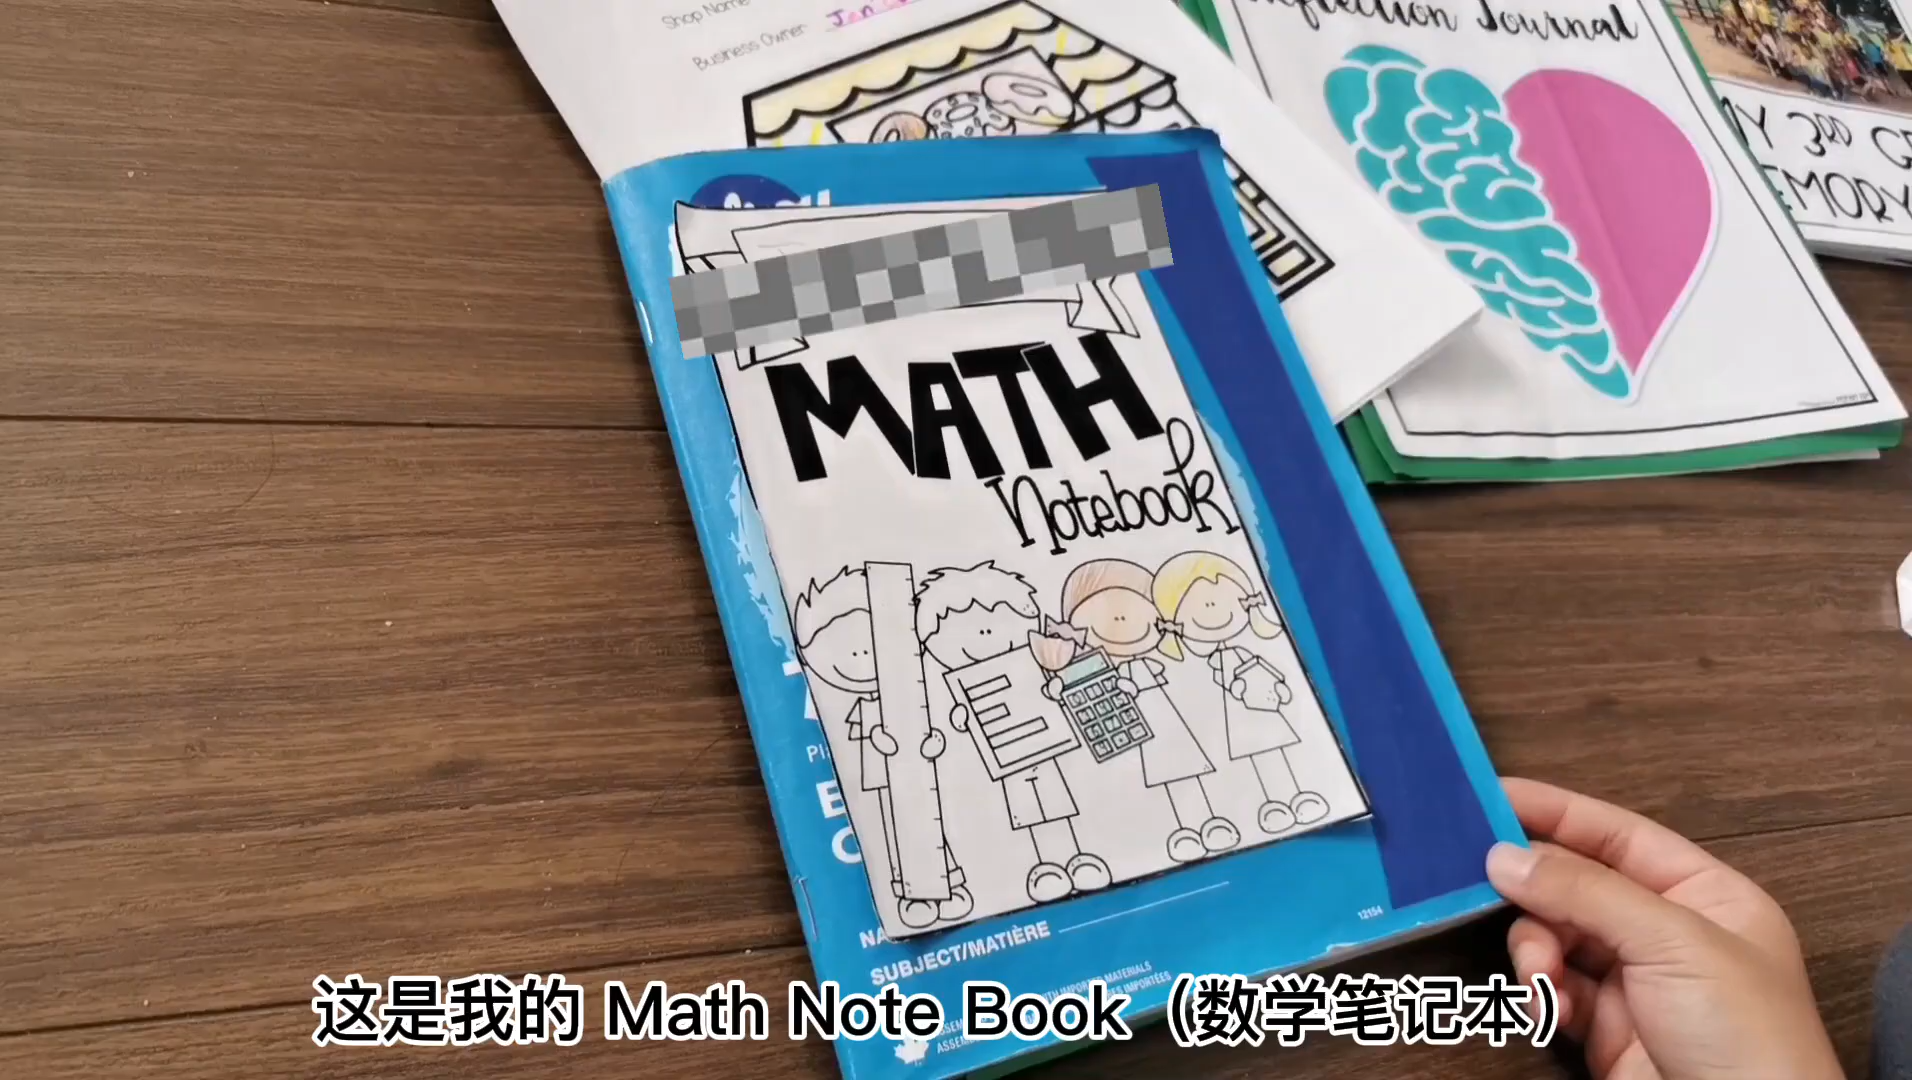 Shop Name
Business Owner
Reflection Journal
MY 3RD
MEMORY
MATH
Notebook
SUBJECT/MATIÈRE
12154
这是我的 Math Note Book（数学笔记本）